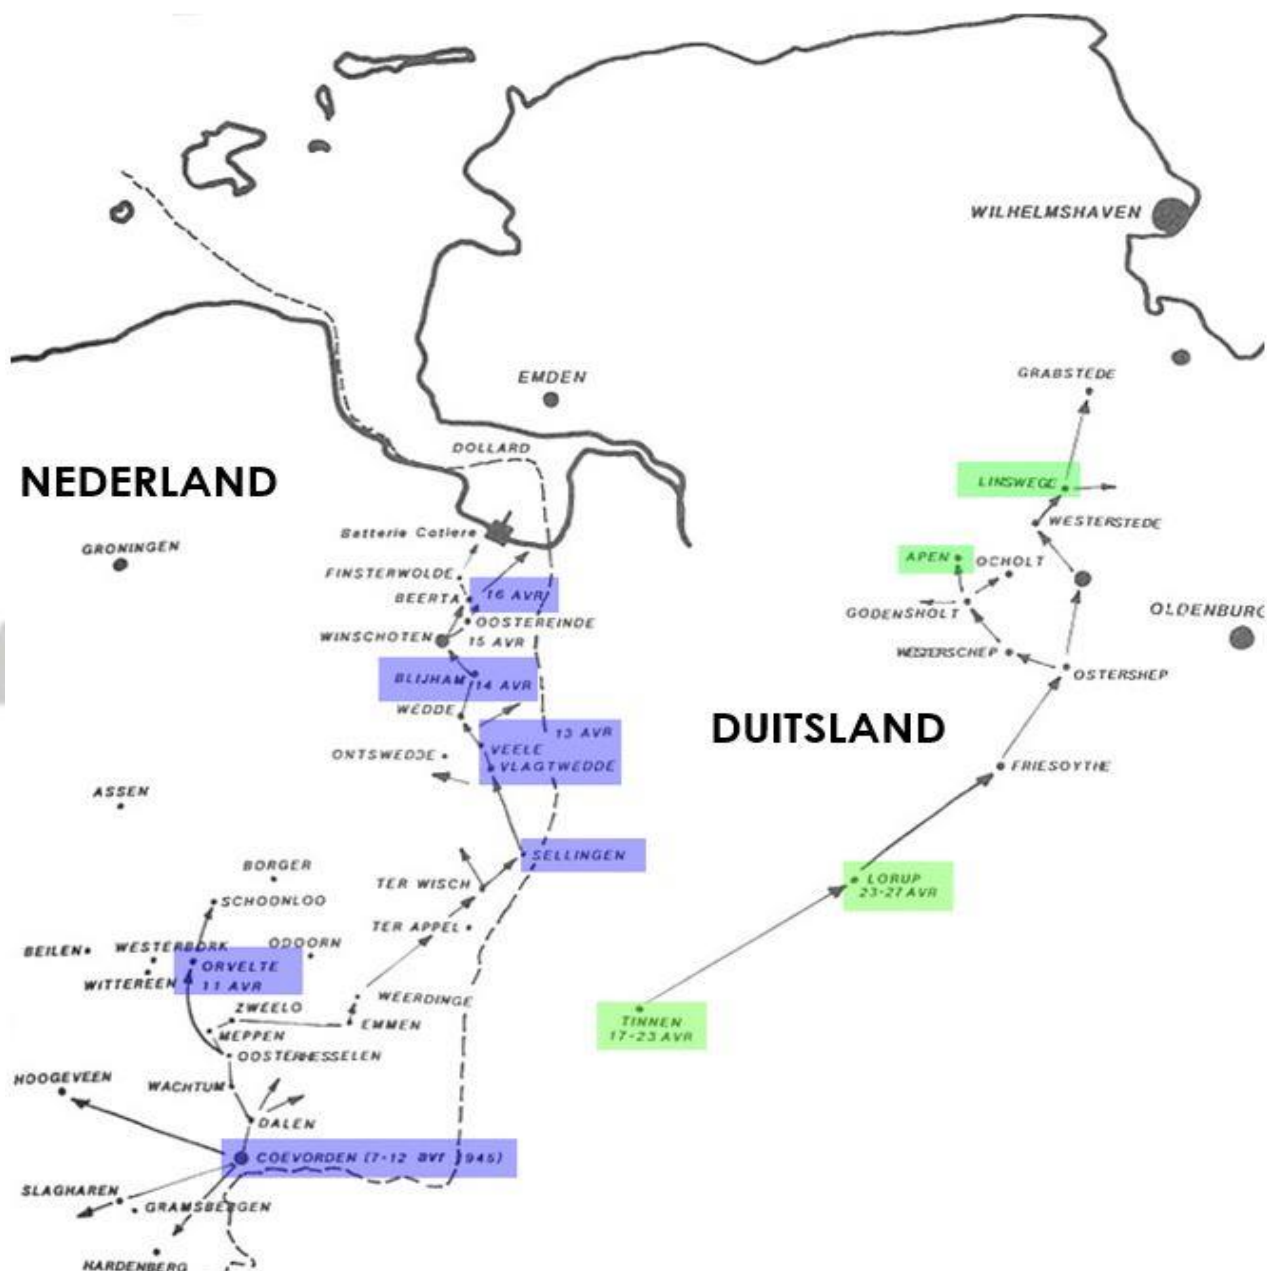 WILHELMSHAVEN
GRABSTEDE
EMDEN
DOLLARD
NEDERLAND
LINSWEGE
WESTERSTEDE
Batterie Cotiere
GRONINGEN
APEN
OCHOLT
FINSTERWOLDE
BEERTA
16 AVR
GODENSHOLT
OLDENBURG
OOSTEREINDE
WINSCHOTEN
15 AVR
WESTERSCHEP
OSTERSHEP
BLIJHAM
14 AVR
WEDDE
DUITSLAND
13 AVR
VEELE
ONTSWEDDE
VLAGTWEDDE
FRIESOYTHE
ASSEN
SELLINGEN
BORGER
TER WISCH
LORUP
23-27 AVR
SCHOONLOO
TER APPEL
BEILEN
WESTERBORK
ODOORN
ORVELTE
11 AVR
WITTEREEN
WEERDINGE
ZWEELO
EMMEN
MEPPEN
TINNEN
17-23 AVR
OOSTERHESSELEN
HOOGEVEEN
WACHTUM
DALEN
COEVORDEN (7-12 avr 1945)
SLAGHAREN
GRAMSBERGEN
HARDENBERG